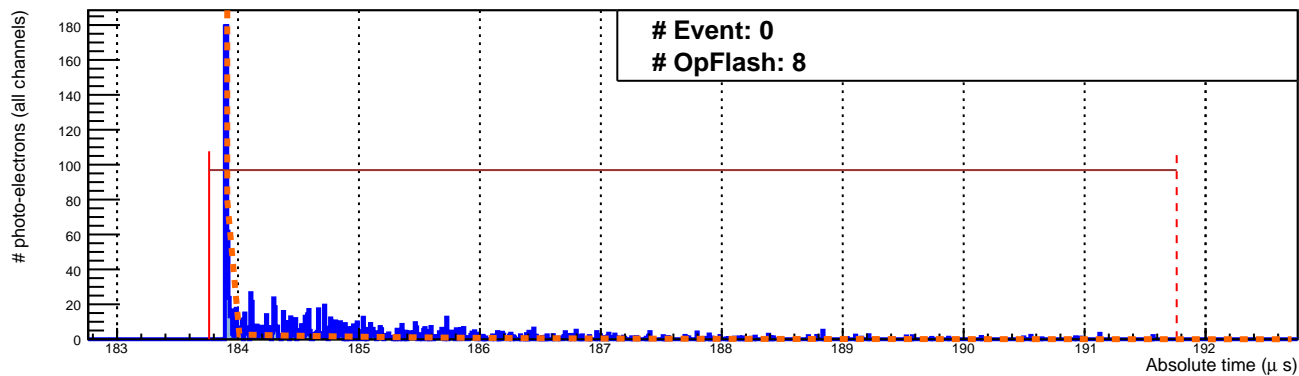 # Event: 0
# OpFlash: 8
# photo-electrons (all channels)
180
160
140
120
100
80
60
40
20
0
183 184 185 186 187 188 189 190 191 192
Absolute time (μ s)